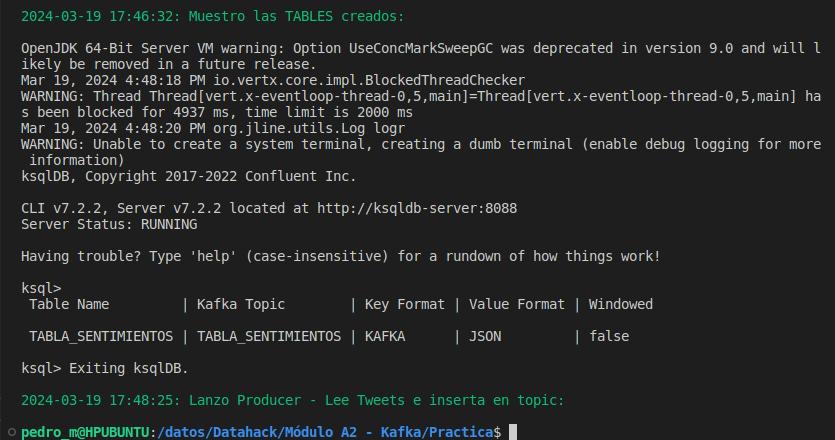 2024-03-19 17:46:32: Muestro las TABLES creados:
OpenJDK 64-Bit Server VM warning: Option UseConcMarkSweepGC was deprecated in version 9.0 and will l
ikely be removed in a future release.
Mar 19, 2024 4:48:18 PM io.vertx.core.impl.BlockedThreadChecker
WARNING: Thread Thread[vert.x-eventloop-thread-0,5,main]=Thread[vert.x-eventloop-thread-0,5,main] ha
s been blocked for 4937 ms, time limit is 2000 ms
Mar 19, 2024 4:48:20 PM org.jline.utils.Log logr
WARNING: Unable to create a system terminal, creating a dumb terminal (enable debug logging for more
 information)
ksqlDB, Copyright 2017-2022 Confluent Inc.
CLI v7.2.2, Server v7.2.2 located at http://ksqldb-server:8088
Server Status: RUNNING
Having trouble? Type 'help' (case-insensitive) for a rundown of how things work!
ksql>
 Table Name         | Kafka Topic        | Key Format | Value Format | Windowed
 TABLA_SENTIMIENTOS | TABLA_SENTIMIENTOS | KAFKA      | JSON         | false
ksql> Exiting ksqlDB.
2024-03-19 17:48:25: Lanzo Producer - Lee Tweets e inserta en topic:
pedro_m@HPUBUNTU:/datos/Datahack/Módulo A2 - Kafka/Practica$